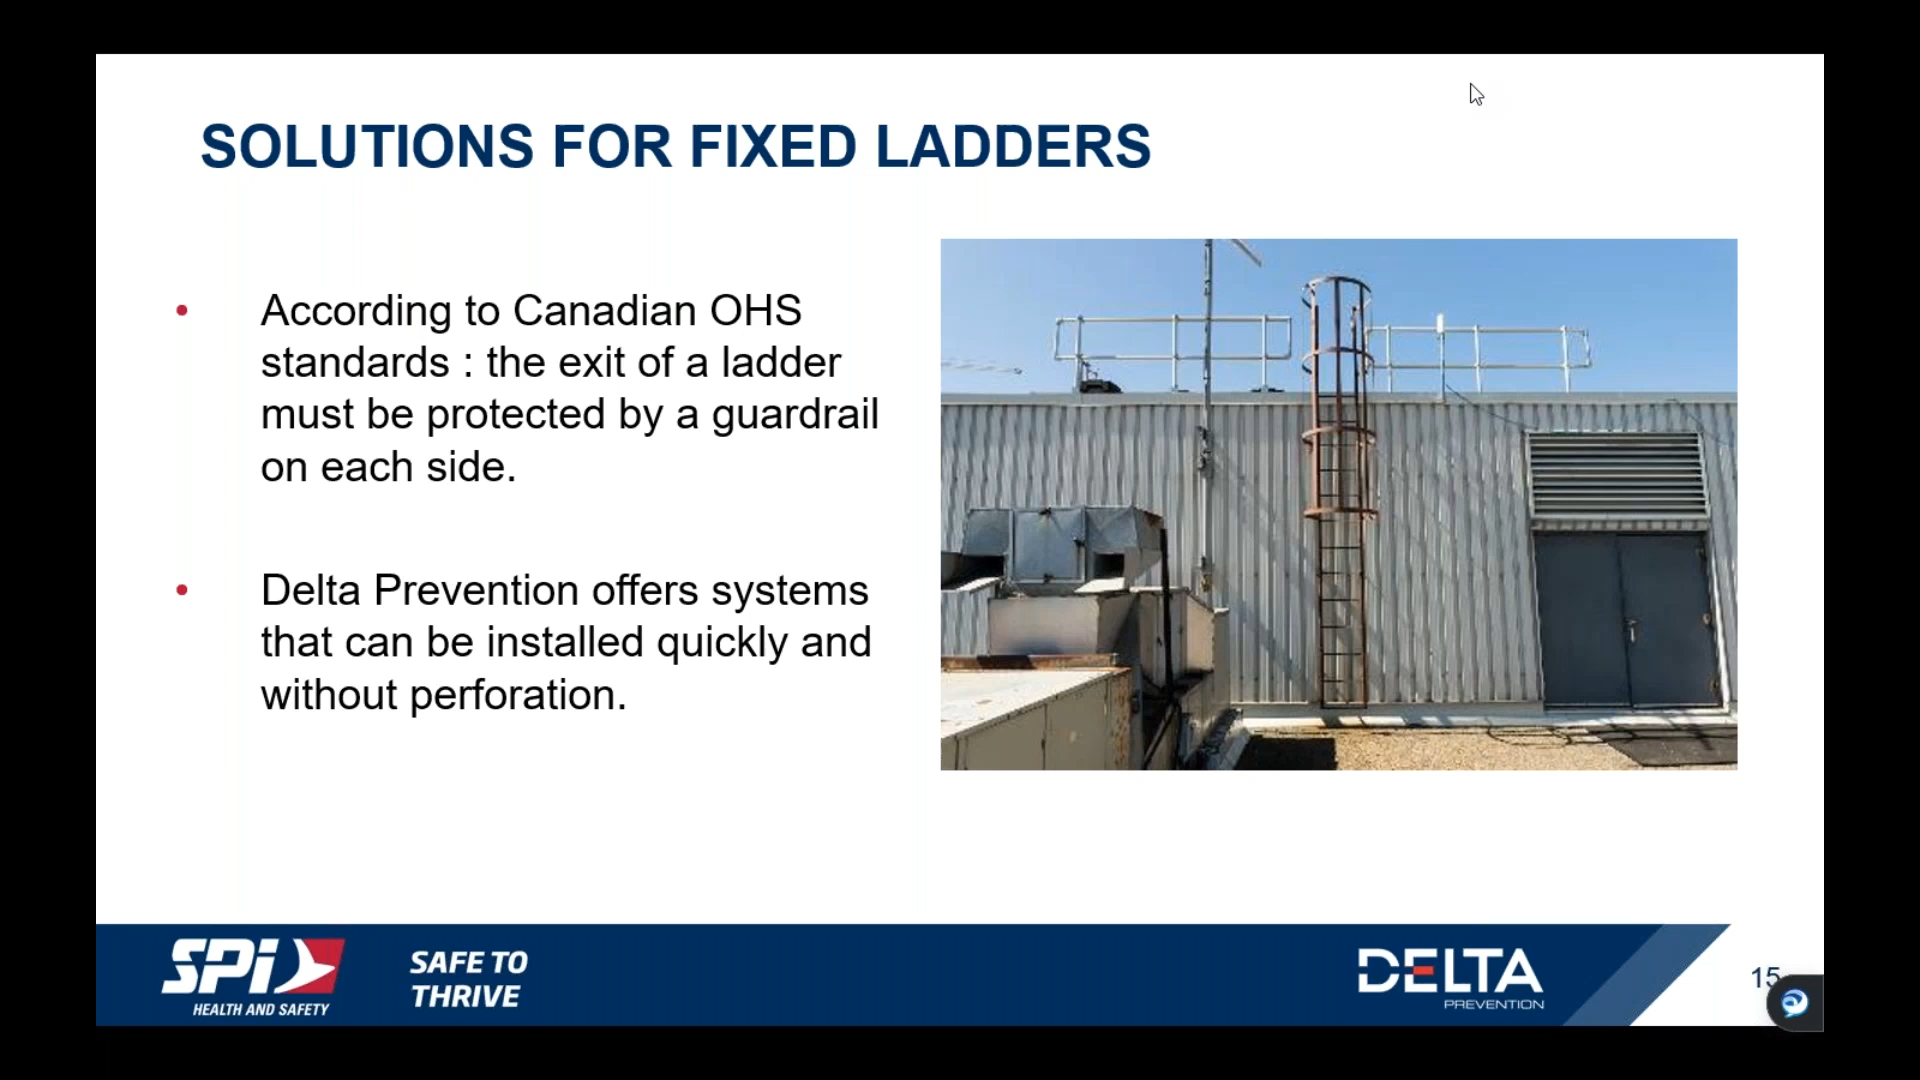 SOLUTIONS FOR FIXED LADDERS
• According to Canadian OHS
standards : the exit of a ladder
must be protected by a guardrail
on each side.
• Delta Prevention offers systems
that can be installed quickly and
without perforation.
SPI
HEALTH AND SAFETY
SAFE TO
THRIVE
DELTA
PREVENTION
15